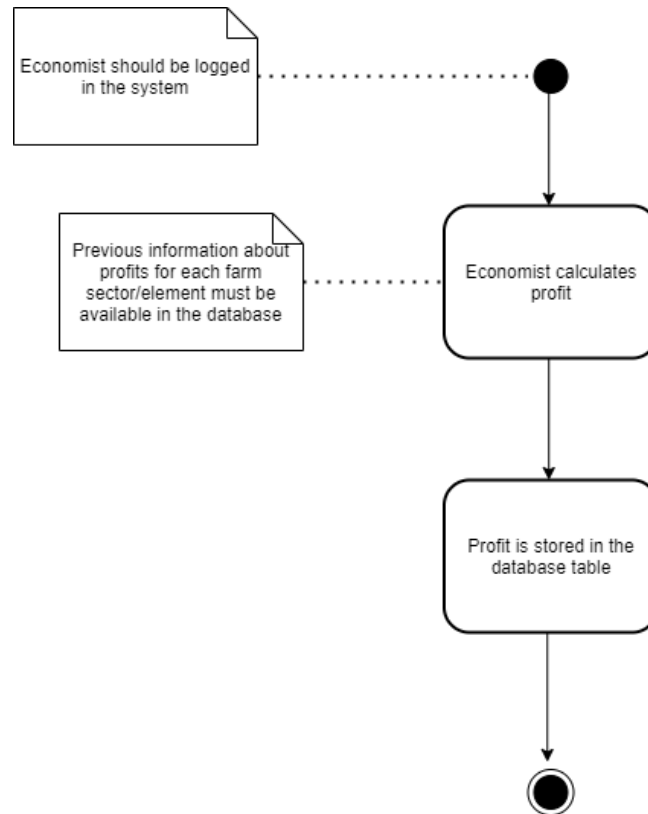 Economist should be logged
in the system
Previous information about
profits for each farm
sector/element must be
available in the database
Economist calculates
profit
Profit is stored in the
database table